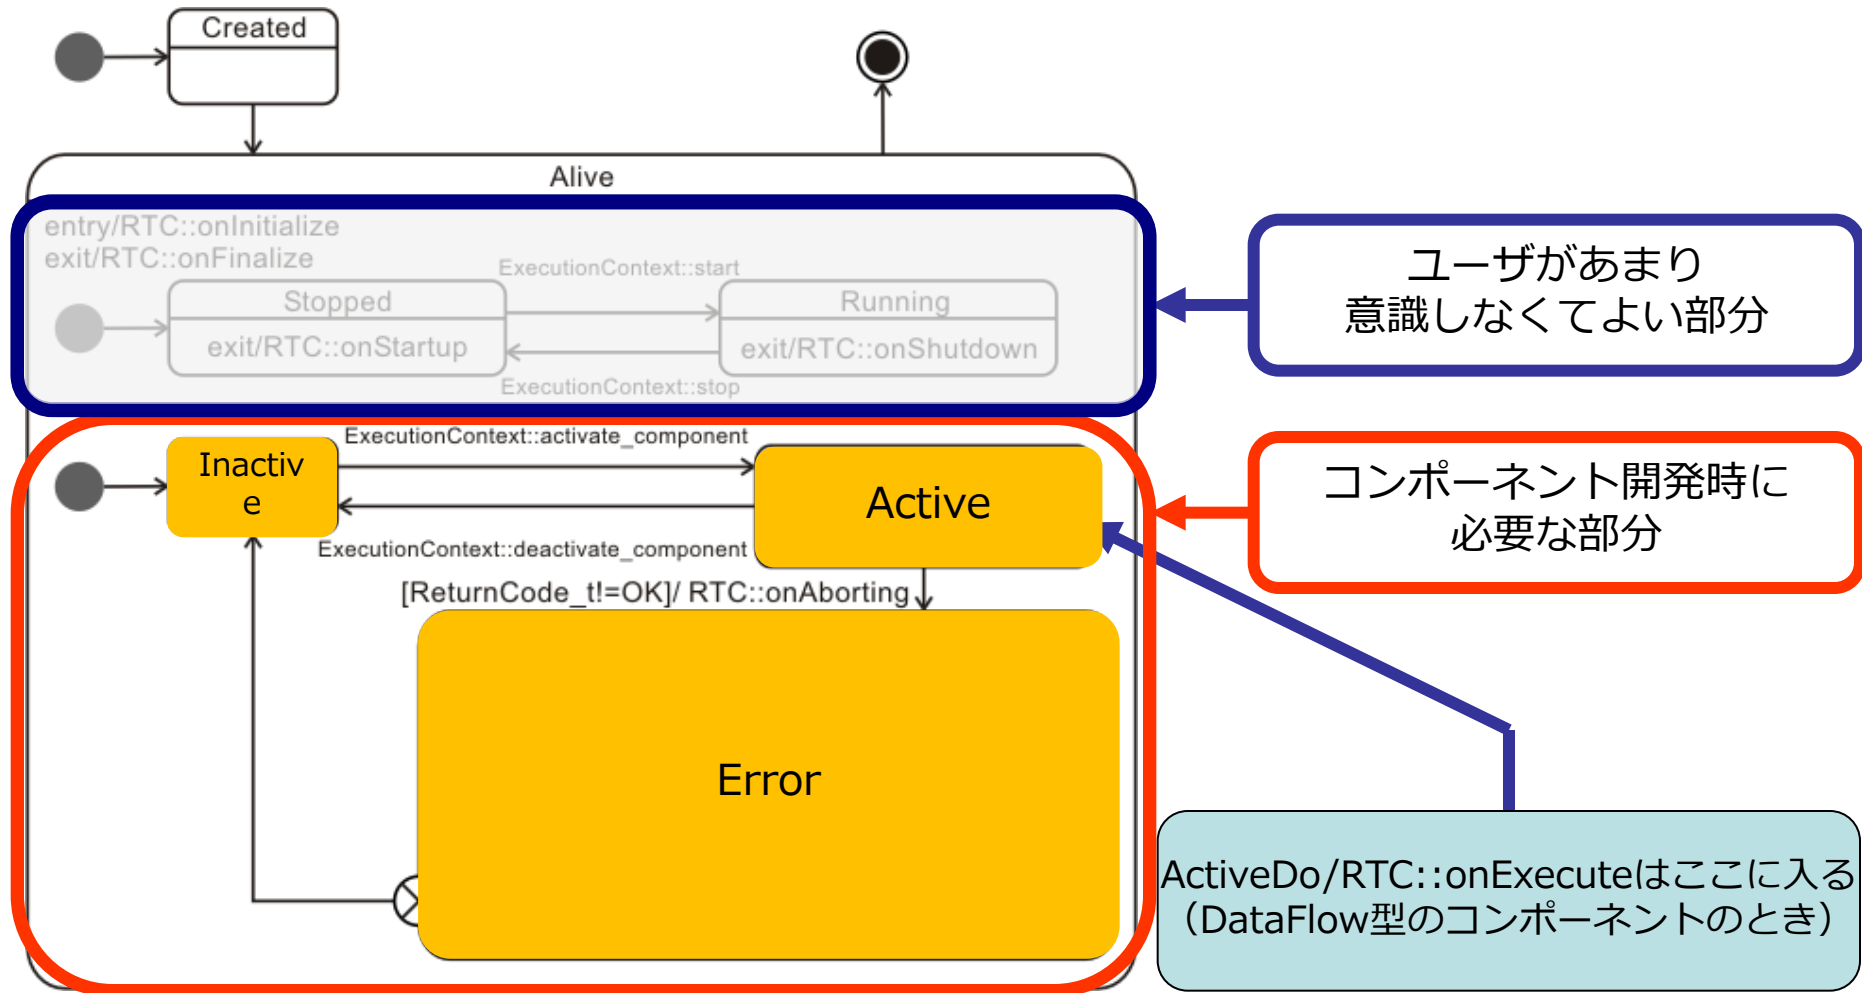 Created
Alive
entry/RTC::onInitialize
exit/RTC::onFinalize
ExecutionContext::start
Stopped
Running
exit/RTC::onStartup
exit/RTC::onShutdown
ExecutionContext::stop
ユーザがあまり
意識しなくてよい部分
ExecutionContext::activate_component
Inactiv
e
Active
ExecutionContext::deactivate_component
[ReturnCode_t!=OK]/ RTC::onAborting
コンポーネント開発時に
必要な部分
Error
ActiveDo/RTC::onExecuteはここに入る
（DataFlow型のコンポーネントのとき）